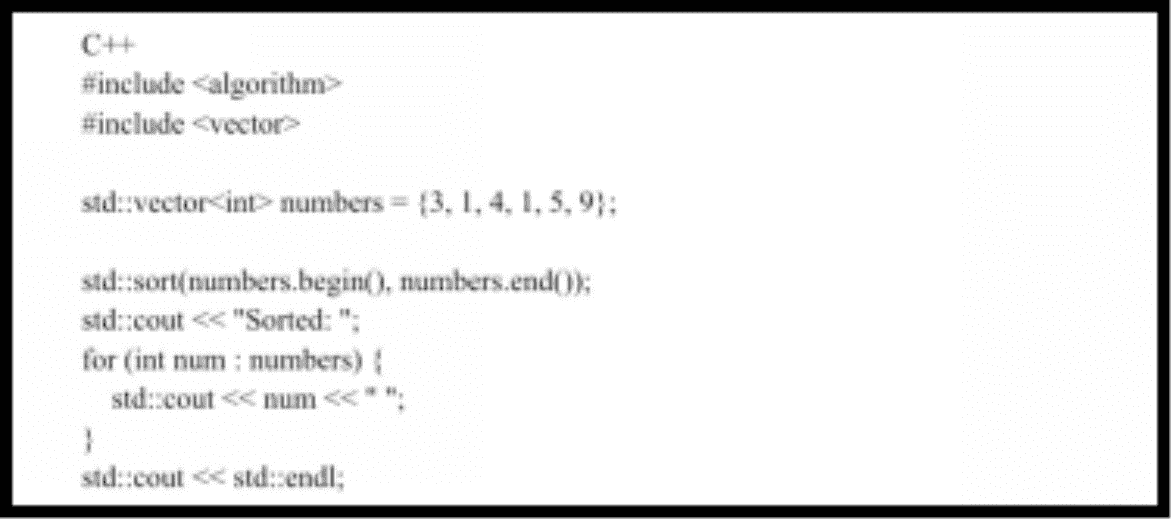 C++
#include <algorithm>
#include <vector>
std::vector<int> numbers = {3, 1, 4, 1, 5, 9};
std::sort(numbers.begin(), numbers.end());
std::cout << "Sorted: ";
for (int num : numbers) {
    std::cout << num << " ";
}
std::cout << std::endl;